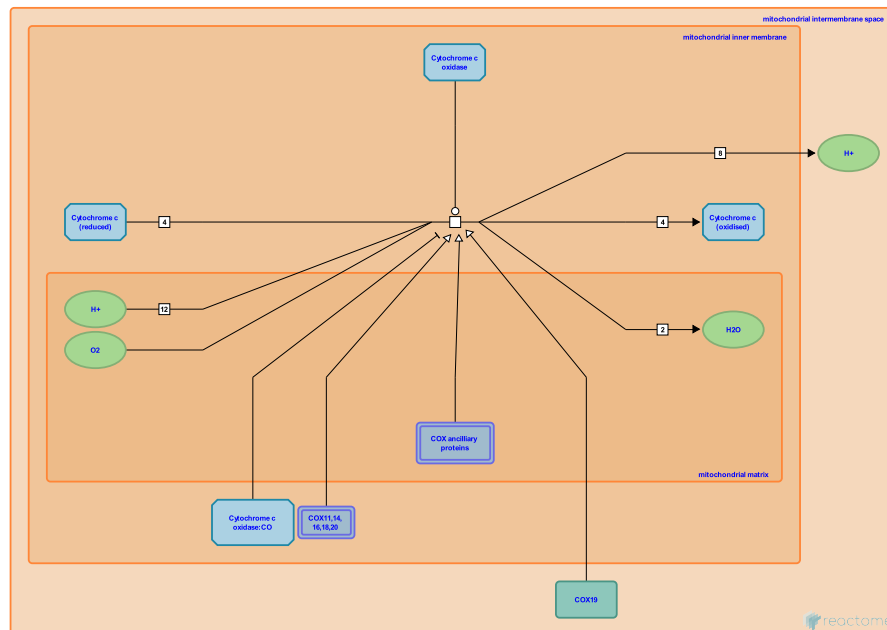 mitochondrial intermembrane space
mitochondrial inner membrane
Cytochrome c
oxidase
8
H+
Cytochrome c
(reduced)
4
4
Cytochrome c
(oxidised)
H+
12
O2
2
H2O
COX ancilliary
proteins
mitochondrial matrix
Cytochrome c
oxidase:CO
COX11,14,
16,18,20
COX19
reactome